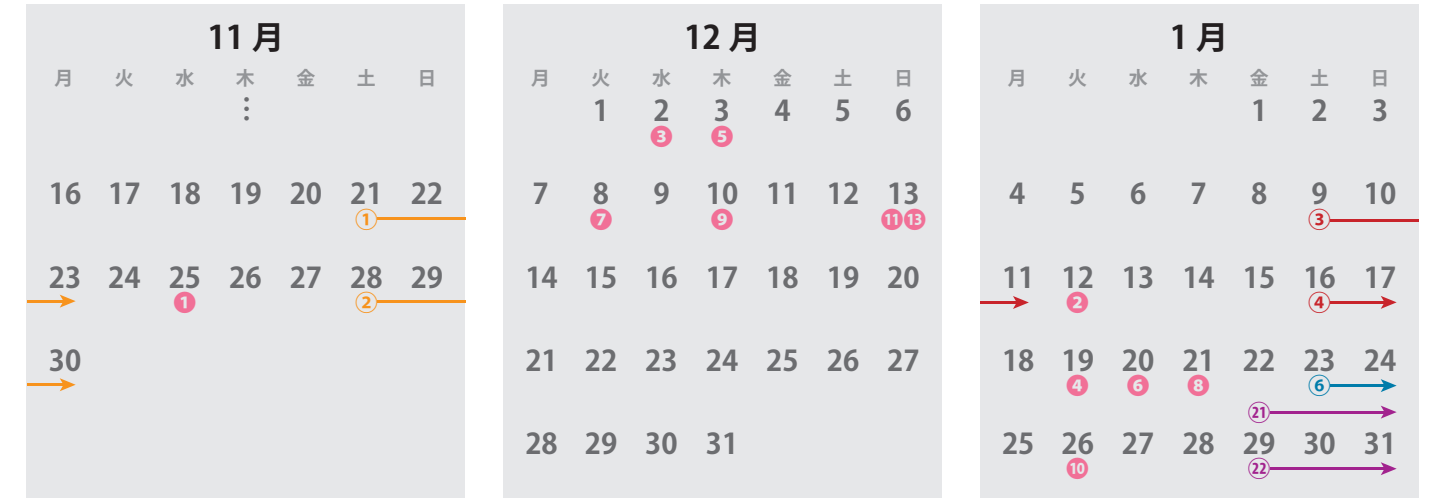 11 月
月 火 水 木 金 土 日
⋮
16 17 18 19 20 21 22
①
23 24 25 26 27 28 29
❶ ②
30
12 月
月 火 水 木 金 土 日
1 2 3 4 5 6
❸ ❺
7 8 9 10 11 12 13
❼ ❾ ⓫ ⓭
14 15 16 17 18 19 20
21 22 23 24 25 26 27
28 29 30 31
1 月
月 火 水 木 金 土 日
1 2 3
4 5 6 7 8 9 10
③
11 12 13 14 15 16 17
❷ ④
18 19 20 21 22 23 24
❹ ❻ ❽ ⑥
㉑
25 26 27 28 29 30 31
❿ ㉒